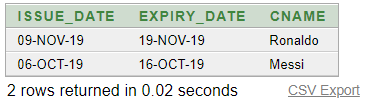 ISSUE_DATE EXPIRY_DATE CNAME
09-NOV-19 19-NOV-19 Ronaldo
06-OCT-19 16-OCT-19 Messi
2 rows returned in 0.02 seconds CSV Export